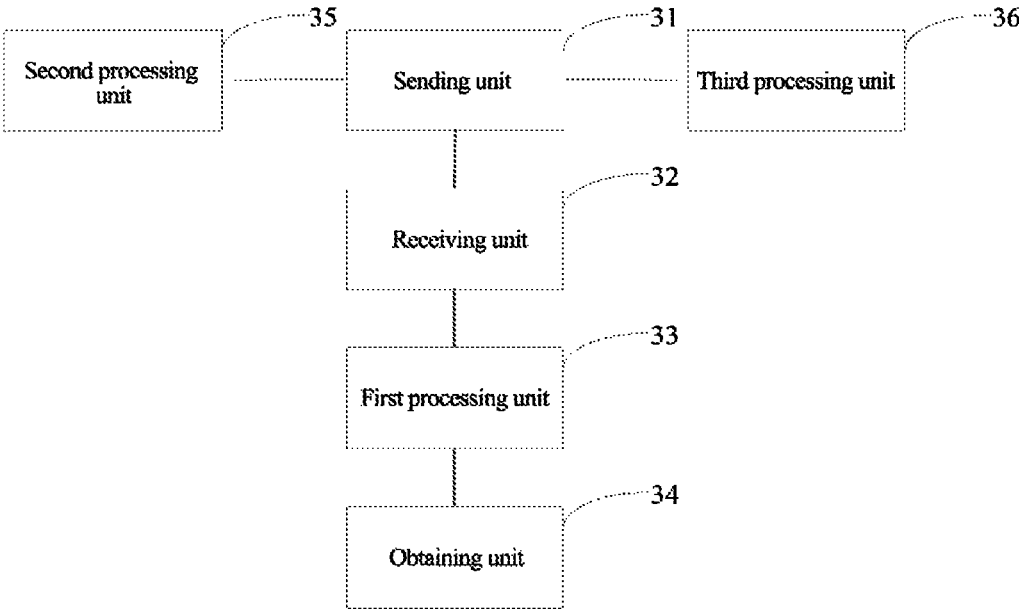 35
31
36
Second processing
unit
Sending unit
Third processing unit
32
Receiving unit
33
First processing unit
34
Obtaining unit